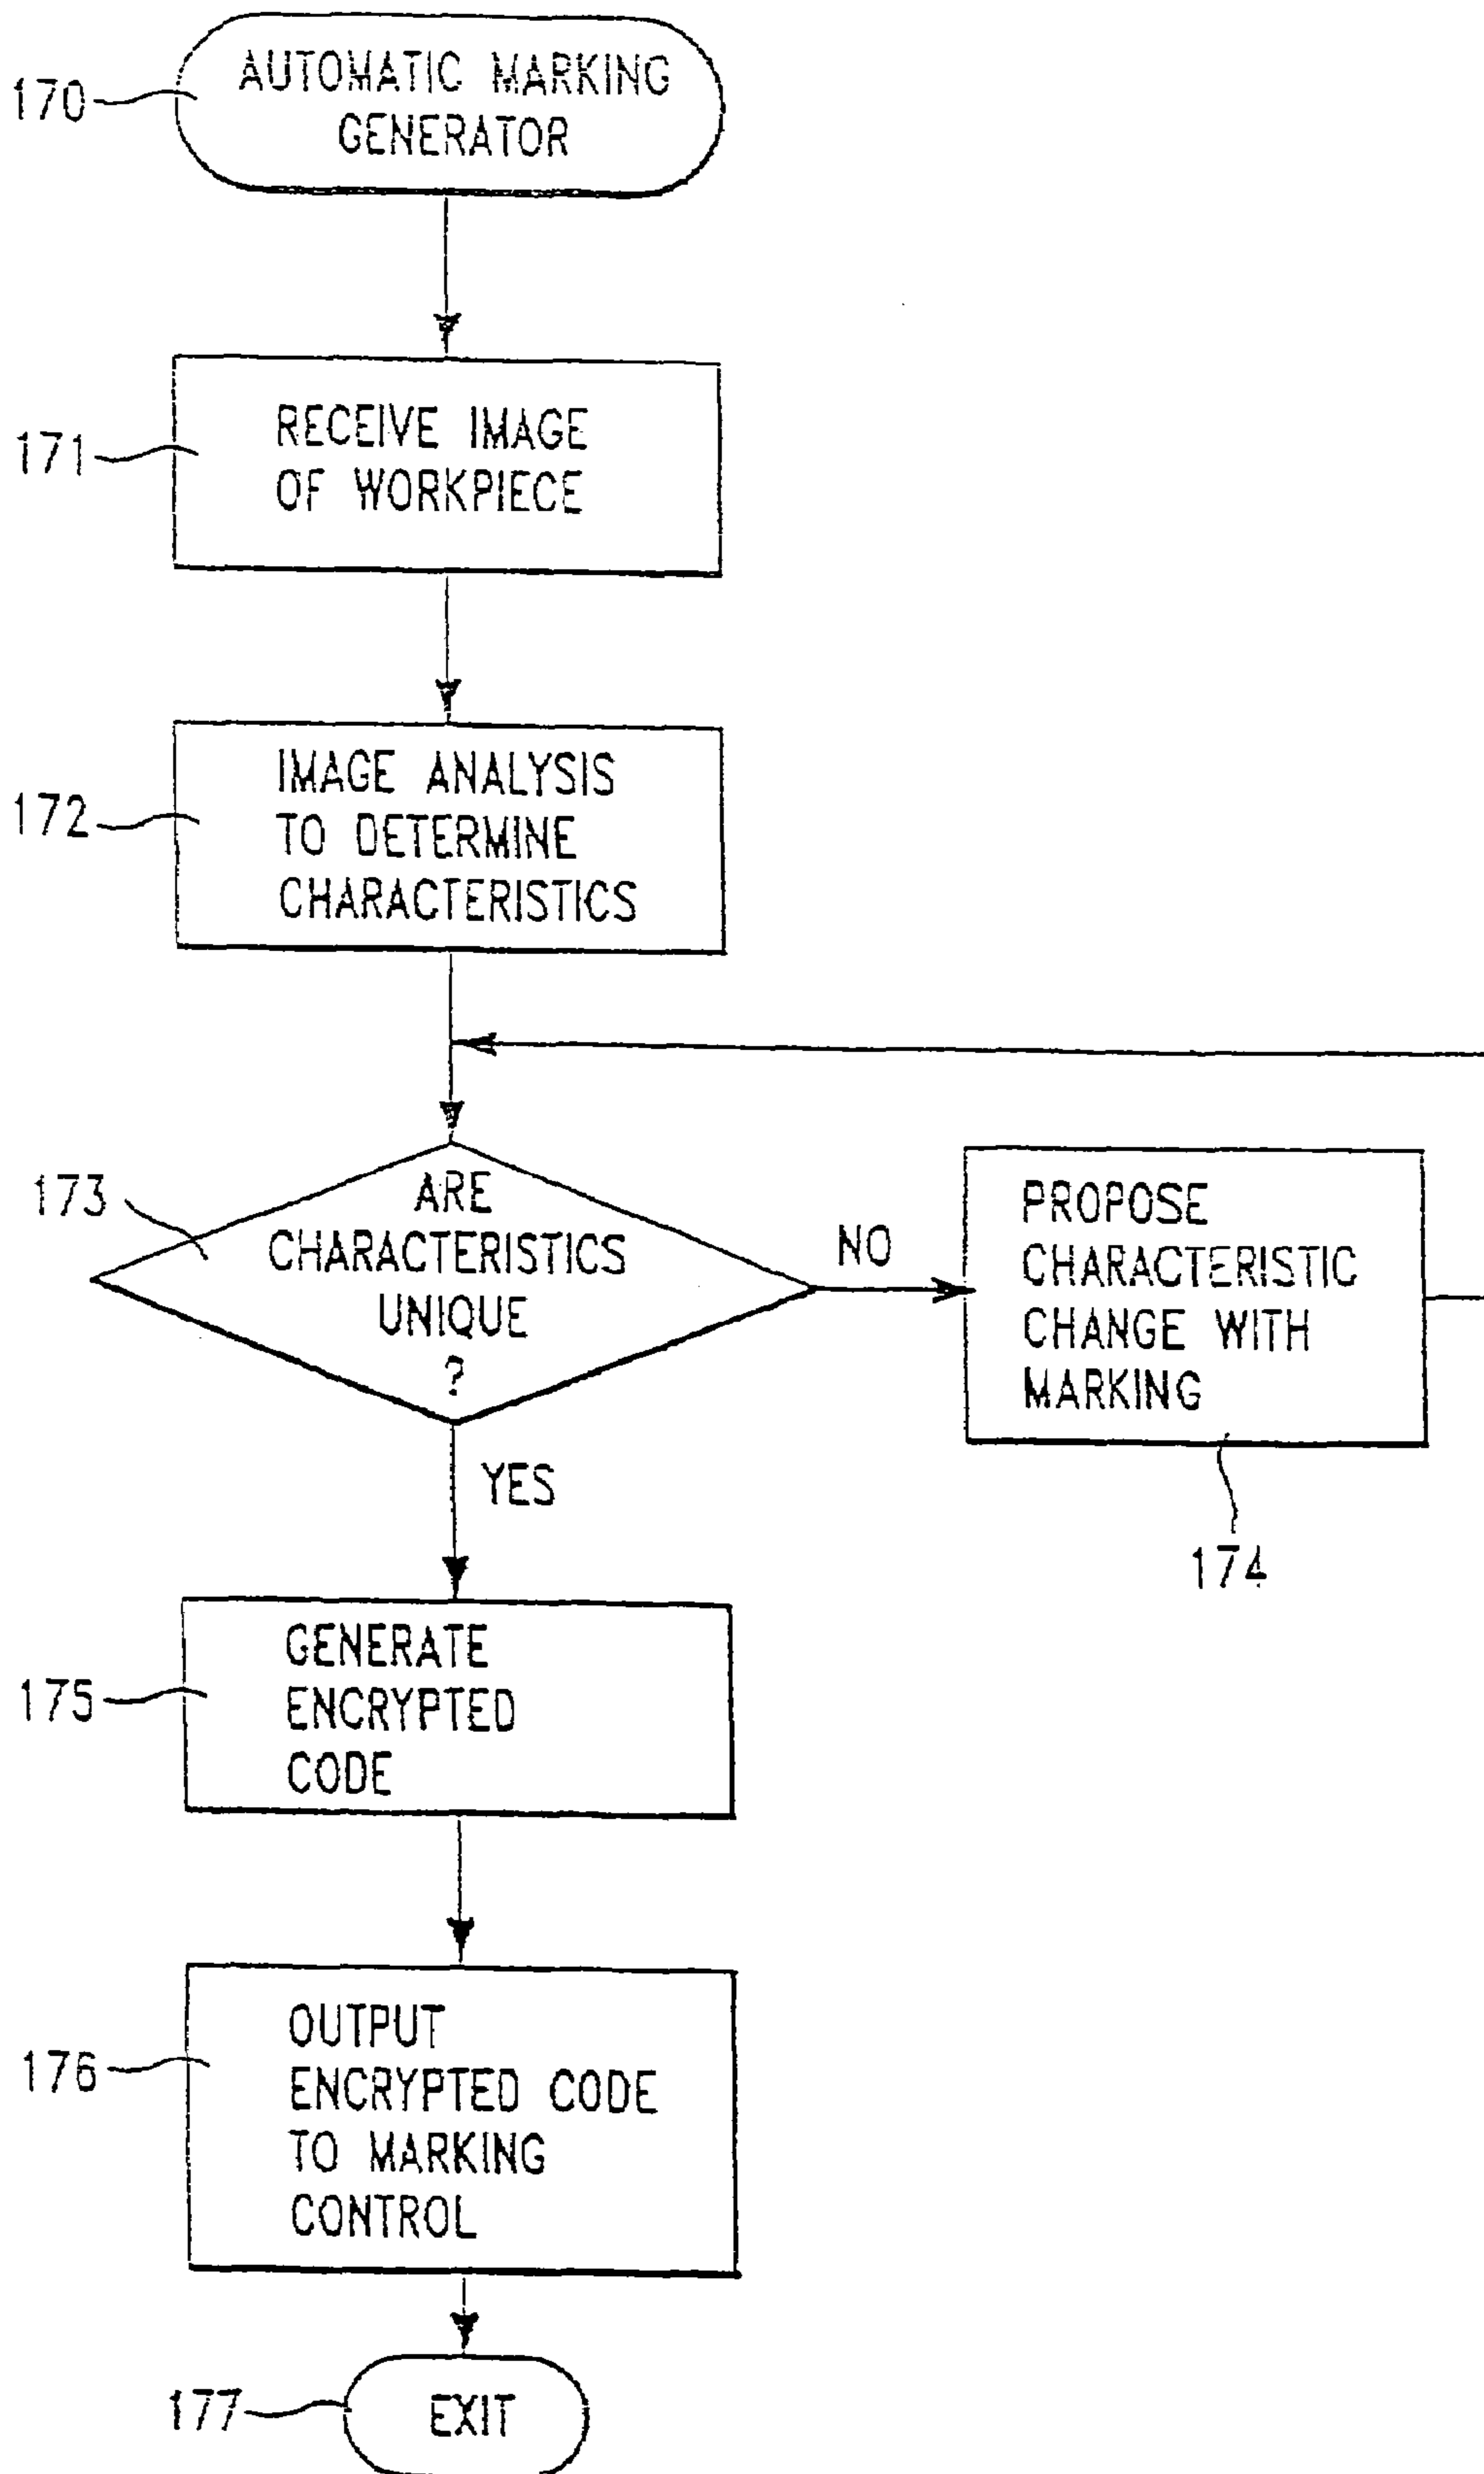 170
AUTOMATIC MARKING
GENERATOR
171
RECEIVE IMAGE
OF WORKPIECE
172
IMAGE ANALYSIS
TO DETERMINE
CHARACTERISTICS
173
ARE
CHARACTERISTICS
UNIQUE
?
NO
PROPOSE
CHARACTERISTIC
CHANGE WITH
MARKING
174
YES
175
GENERATE
ENCRYPTED
CODE
176
OUTPUT
ENCRYPTED CODE
TO MARKING
CONTROL
177
EXIT